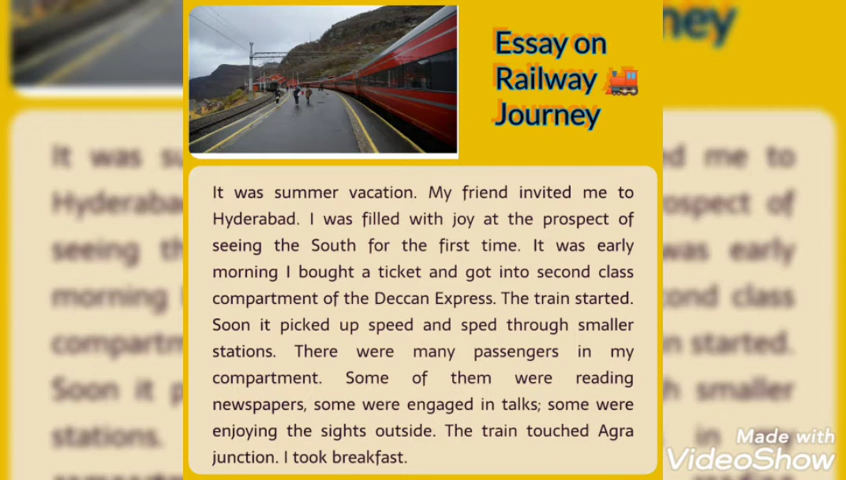 Essay on
Railway
Journey
It was summer vacation. My friend invited me to
Hyderabad. I was filled with joy at the prospect of
seeing the South for the first time. It was early
morning I bought a ticket and got into second class
compartment of the Deccan Express. The train started.
Soon it picked up speed and sped through smaller
stations. There were many passengers in my
compartment. Some of them were reading
newspapers, some were engaged in talks; some were
enjoying the sights outside. The train touched Agra
junction. I took breakfast.
Made with
VideoShow